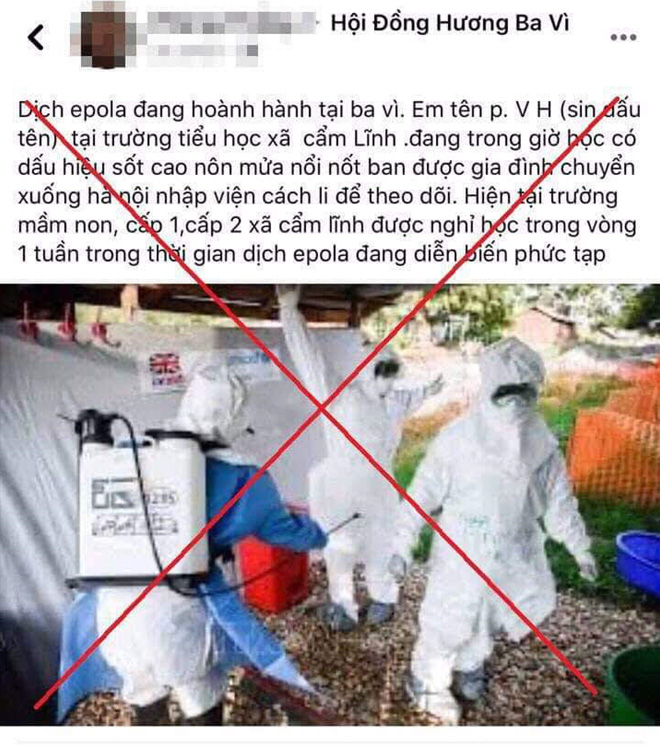 Hội Đồng Hương Ba Vì
Dịch epola đang hoành hành tại ba vì. Em tên p. V H (sin dấu
tên) tại trường tiểu học xã cẩm Lĩnh .đang trong giờ học có
dấu hiệu sốt cao nôn mửa nổi nốt ban được gia đình chuyển
xuống hà nội nhập viện cách li để theo dõi. Hiện tại trường
mầm non, cấp 1,cấp 2 xã cẩm lĩnh được nghỉ học trong vòng
1 tuần trong thời gian dịch epola đang diễn biến phức tạp